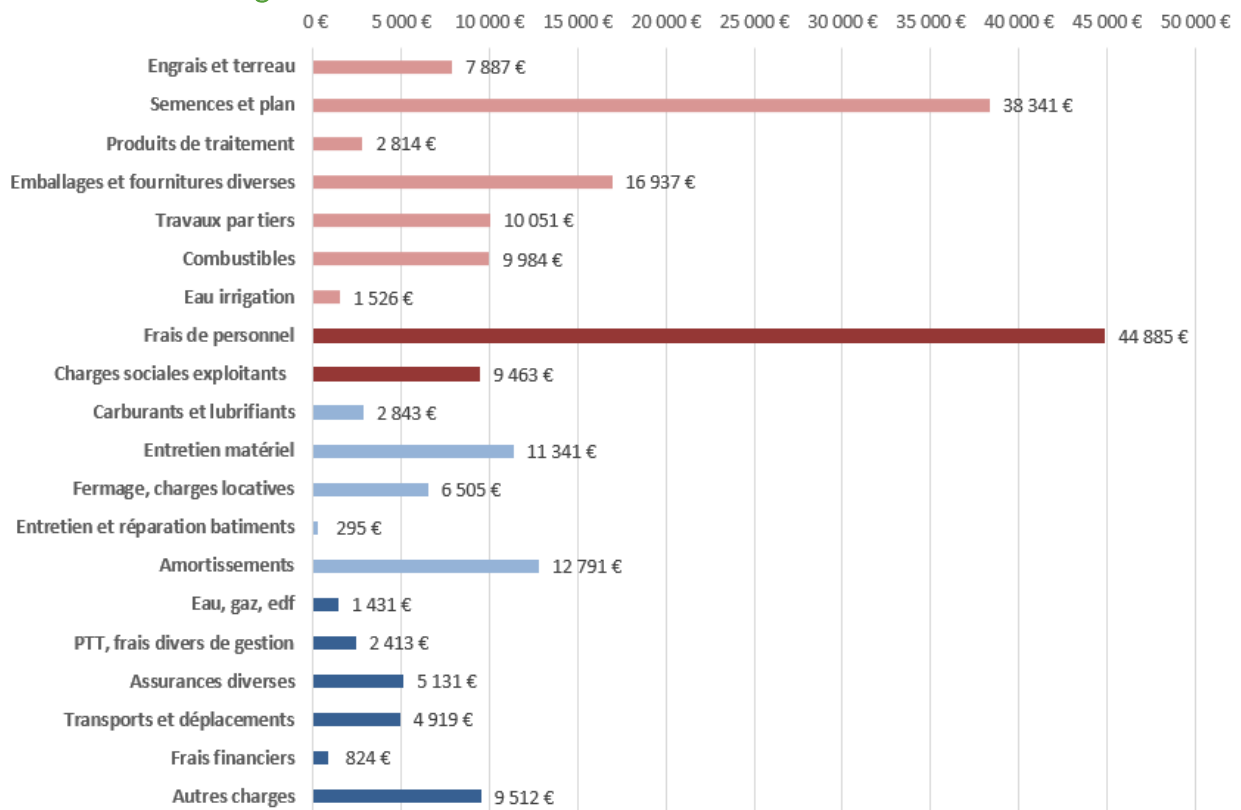 0 € 5 000 € 10 000 € 15 000 € 20 000 € 25 000 € 30 000 € 35 000 € 40 000 € 45 000 € 50 000 €
Engrais et terreau 7 887 €
Semences et plan 38 341 €
Produits de traitement 2 814 €
Emballages et fournitures diverses 16 937 €
Travaux par tiers 10 051 €
Combustibles 9 984 €
Eau irrigation 1 526 €
Frais de personnel 44 885 €
Charges sociales exploitants 9 463 €
Carburants et lubrifiants 2 843 €
Entretien matériel 11 341 €
Fermage, charges locatives 6 505 €
Entretien et réparation batiments 295 €
Amortissements 12 791 €
Eau, gaz, edf 1 431 €
PTT, frais divers de gestion 2 413 €
Assurances diverses 5 131 €
Transports et déplacements 4 919 €
Frais financiers 824 €
Autres charges 9 512 €